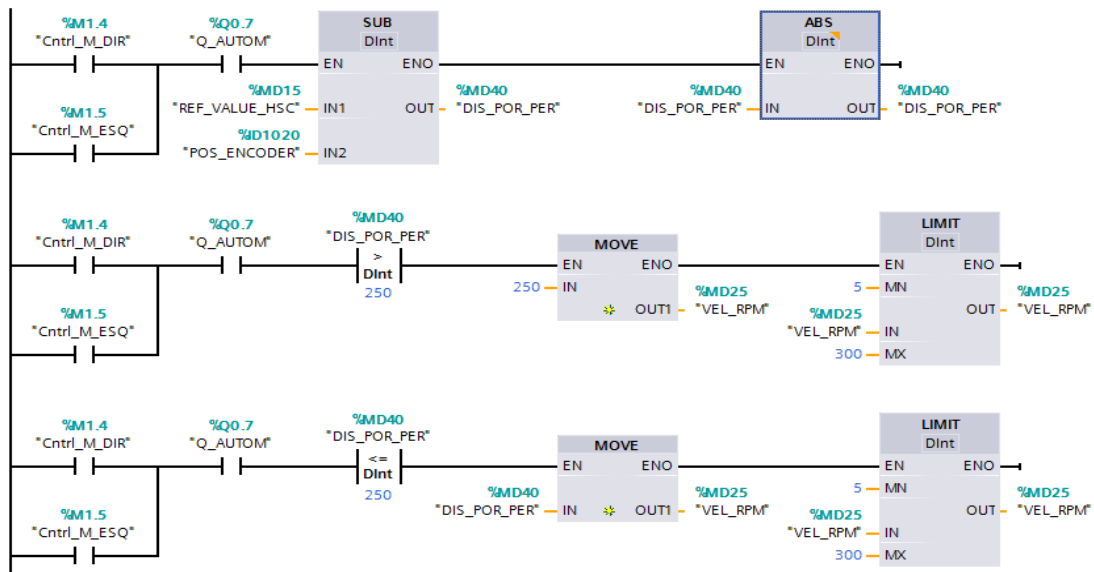 %M1.4 %Q0.7 SUB ABS
"Cntrl_M_DIR" "Q_AUTOM" DInt DInt
EN ENO EN ENO
%MD15 %MD40 %MD40 %MD40
"REF_VALUE_HSC" IN1 OUT "DIS_POR_PER" "DIS_POR_PER" IN OUT "DIS_POR_PER"
%M1.5
"Cntrl_M_ESQ"
%ID1020
"POS_ENCODER" IN2
%MD40
%M1.4 %Q0.7 "DIS_POR_PER" LIMIT
"Cntrl_M_DIR" "Q_AUTOM" > MOVE DInt
DInt EN ENO EN ENO
250 250 IN 5 MN
%MD25 %MD25
OUT1 "VEL_RPM" OUT "VEL_RPM"
%M1.5 %MD25
"Cntrl_M_ESQ" "VEL_RPM" IN
300 MX
%MD40
%M1.4 %Q0.7 "DIS_POR_PER" LIMIT
"Cntrl_M_DIR" "Q_AUTOM" <= MOVE DInt
DInt EN ENO EN ENO
250 5 MN
%MD40 %MD25 %MD25
"DIS_POR_PER" IN OUT1 "VEL_RPM" OUT "VEL_RPM"
%M1.5 %MD25
"Cntrl_M_ESQ" "VEL_RPM" IN
300 MX